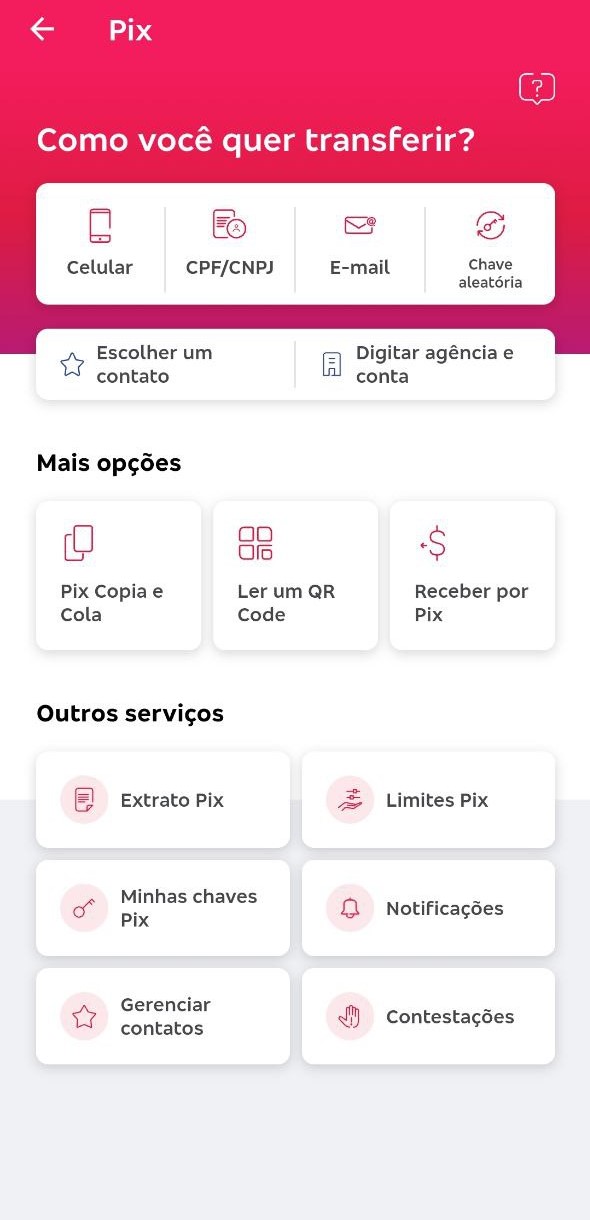 Pix
?
Como você quer transferir?
Celular
CPF/CNPJ
E-mail
Chave
aleatória
Escolher um
contato
Digitar agência e
conta
Mais opções
Pix Copia e
Cola
Ler um QR
Code
Receber por
Pix
Outros serviços
Extrato Pix
Limites Pix
Minhas chaves
Pix
Notificações
Gerenciar
contatos
Contestações